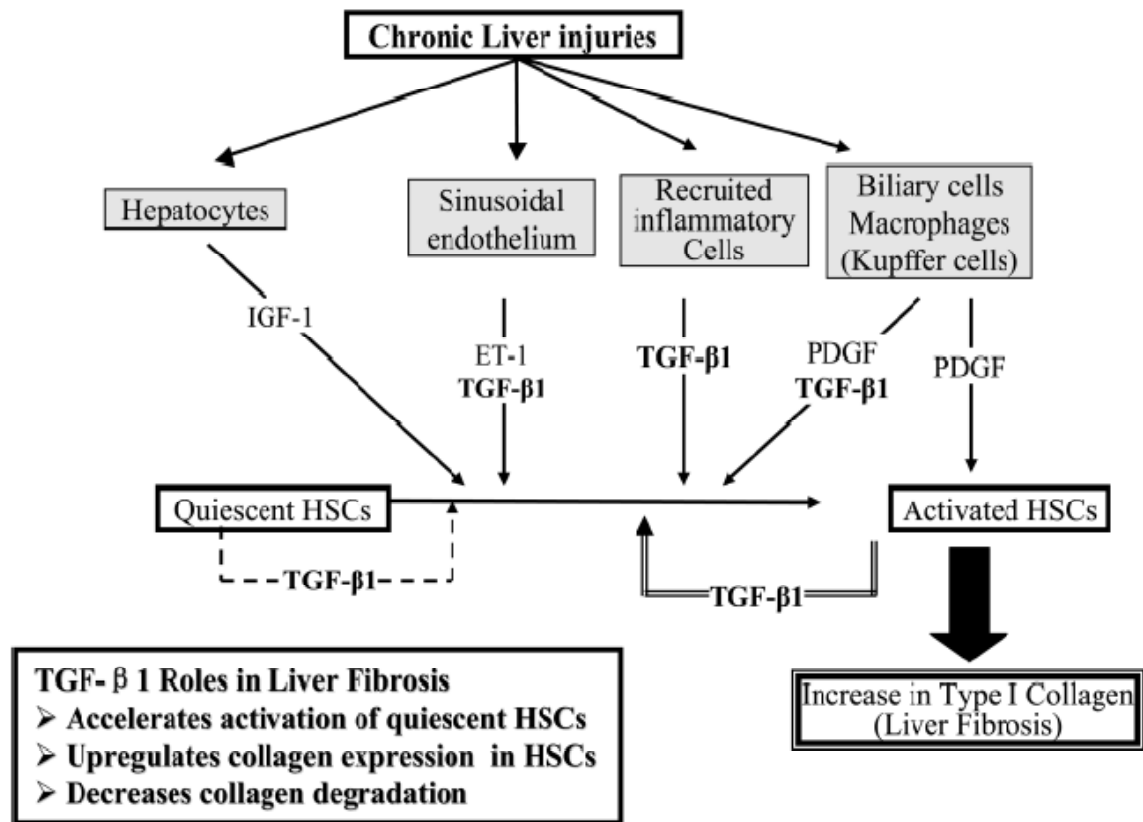 Chronic Liver injuries
Hepatocytes
Sinusoidal
endothelium
Recruited
inflammatory
Cells
Biliary cells
Macrophages
(Kupffer cells)
IGF-1
ET-1
TGF-β1
TGF-β1
PDGF
TGF-β1
PDGF
Quiescent HSCs
Activated HSCs
TGF-β1
TGF-β1
TGF- β 1 Roles in Liver Fibrosis
➢ Accelerates activation of quiescent HSCs
➢ Upregulates collagen expression in HSCs
➢ Decreases collagen degradation
Increase in Type I Collagen
(Liver Fibrosis)